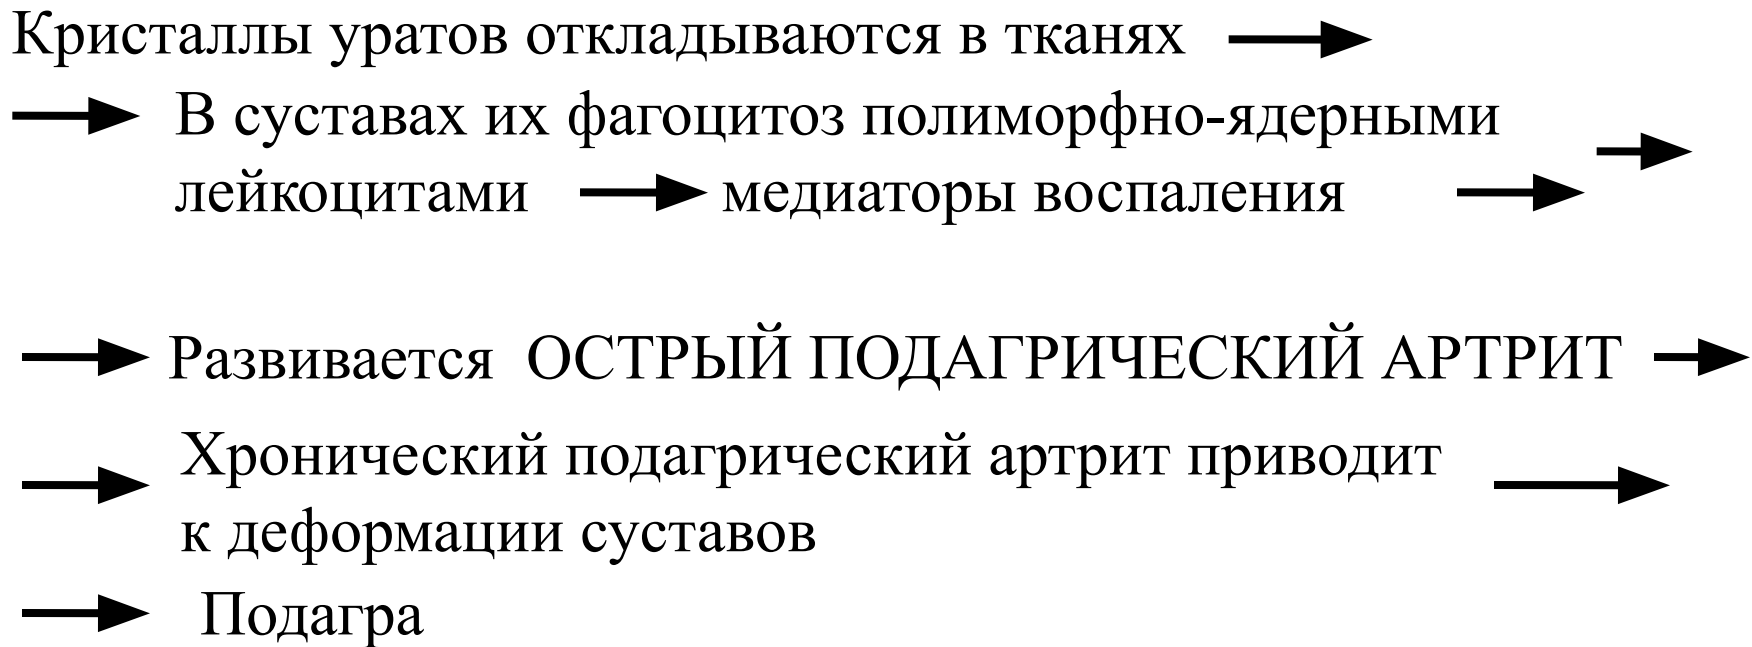 Кристаллы уратов откладываются в тканях
В суставах их фагоцитоз полиморфно-ядерными
лейкоцитами медиаторы воспаления
Развивается ОСТРЫЙ ПОДАГРИЧЕСКИЙ АРТРИТ
Хронический подагрический артрит приводит
к деформации суставов
Подагра